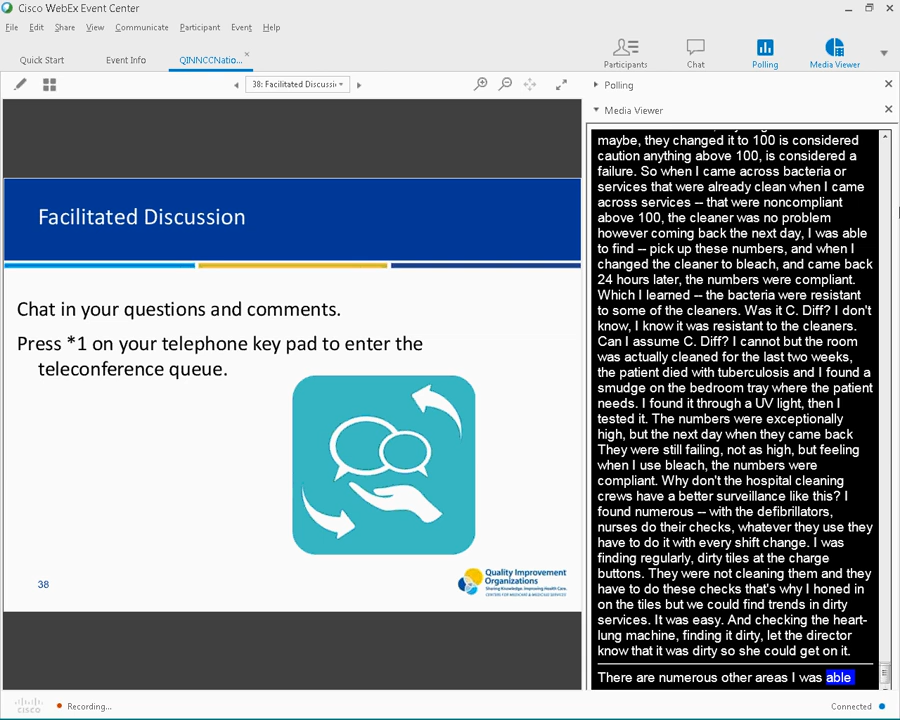 Cisco WebEx Event Center
File Edit Share View Communicate Participant Event Help
Quick Start Event Info QINNCCNatio...
Participants Chat Polling Media Viewer
38: Facilitated Discussi
Polling
Media Viewer
Facilitated Discussion
Chat in your questions and comments.
Press *1 on your telephone key pad to enter the
teleconference queue.
38
Quality Improvement
Organizations
Sharing Knowledge. Improving Health Care.
CENTERS FOR MEDICARE & MEDICAID SERVICES
maybe, they changed it to 100 is considered
caution anything above 100, is considered a
failure. So when I came across bacteria or
services that were already clean when I came
across services -- that were noncompliant
above 100, the cleaner was no problem
however coming back the next day, I was able
to find -- pick up these numbers, and when I
changed the cleaner to bleach, and came back
24 hours later, the numbers were compliant.
Which I learned -- the bacteria were resistant
to some of the cleaners. Was it C. Diff? I don't
know, I know it was resistant to the cleaners.
Can I assume C. Diff? I cannot but the room
was actually cleaned for the last two weeks,
the patient died with tuberculosis and I found a
smudge on the bedroom tray where the patient
needs. I found it through a UV light, then I
tested it. The numbers were exceptionally
high, but the next day when they came back
They were still failing, not as high, but feeling
when I use bleach, the numbers were
compliant. Why don't the hospital cleaning
crews have a better surveillance like this? I
found numerous -- with the defibrillators,
nurses do their checks, whatever they use they
have to do it with every shift change. I was
finding regularly, dirty tiles at the charge
buttons. They were not cleaning them and they
have to do these checks that's why I honed in
on the tiles but we could find trends in dirty
services. It was easy. And checking the heart-
lung machine, finding it dirty, let the director
know that it was dirty so she could get on it.
There are numerous other areas I was able
cisco Recording... Connected